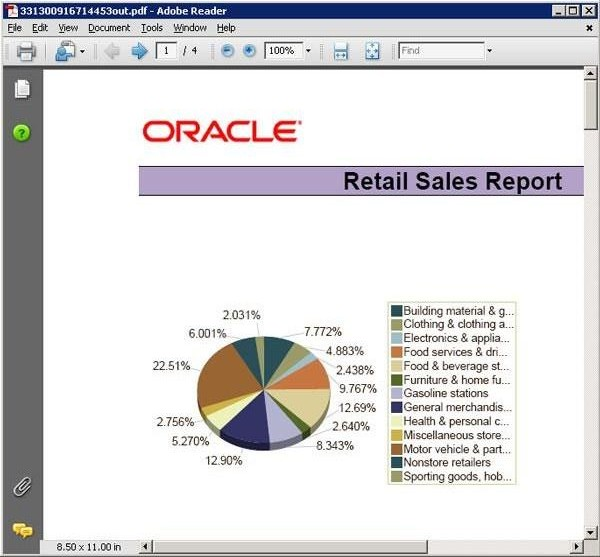 331300916714453out.pdf - Adobe Reader
File Edit View Document Tools Window Help
1 / 4 100% Find
ORACLE
Retail Sales Report
2.031%
6.001%
22.51%
2.756%
5.270%
12.90%
7.772%
4.883%
2.438%
9.767%
12.69%
2.640%
8.343%
Building material & g...
Clothing & clothing a...
Electronics & applia...
Food services & dri...
Food & beverage st...
Furniture & home fu...
Gasoline stations
General merchandis...
Health & personal c...
Miscellaneous store...
Motor vehicle & part...
Nonstore retailers
Sporting goods, hob...
8.50 x 11.00 in